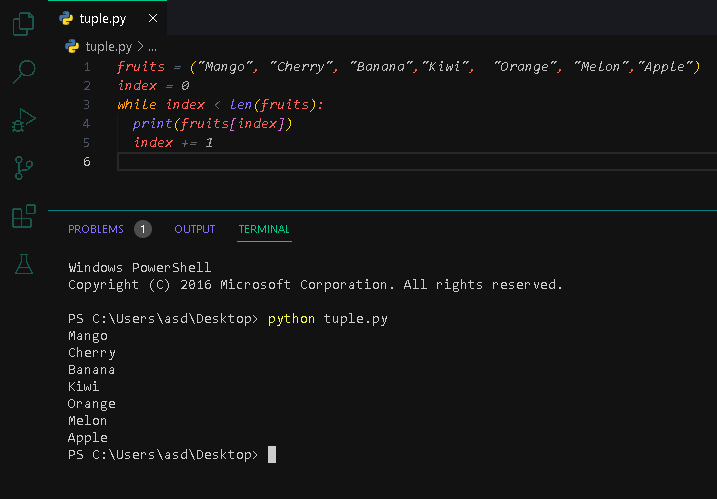 tuple.py ×
tuple.py > ...
1 fruits = ("Mango", "Cherry", "Banana","Kiwi",  "Orange", "Melon","Apple")
2 index = 0
3 while index < len(fruits):
4   print(fruits[index])
5   index += 1
6
PROBLEMS 1 OUTPUT TERMINAL
Windows PowerShell
Copyright (C) 2016 Microsoft Corporation. All rights reserved.
PS C:\Users\asd\Desktop> python tuple.py
Mango
Cherry
Banana
Kiwi
Orange
Melon
Apple
PS C:\Users\asd\Desktop>